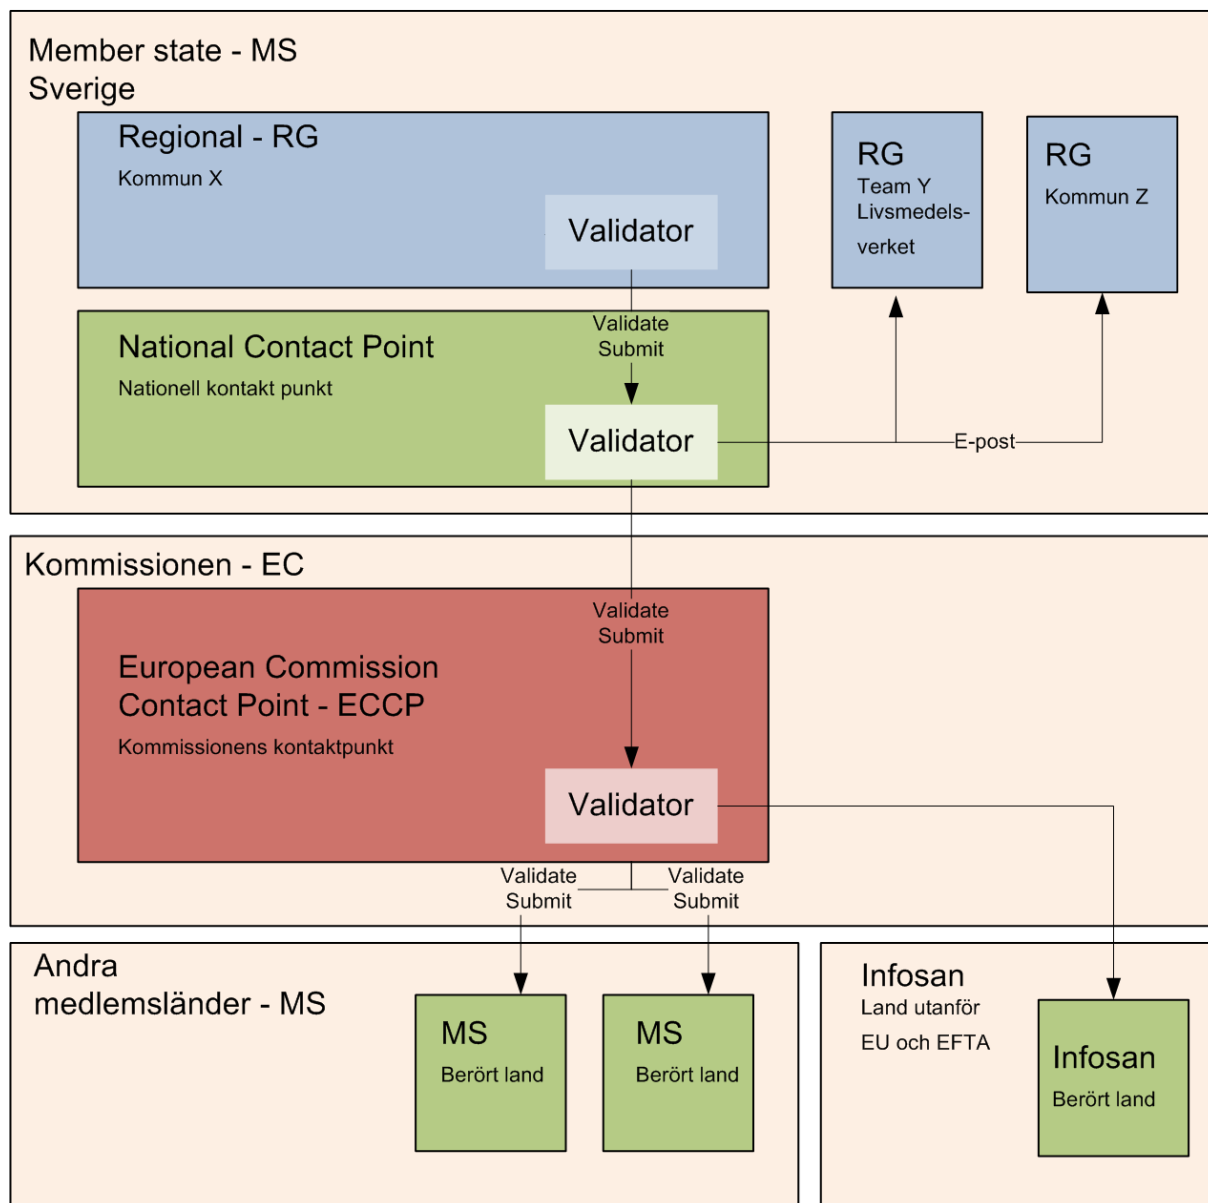 Member state - MS
Sverige
Regional - RG
Kommun X
Validator
RG
Team Y
Livsmedels-
verket
RG
Kommun Z
Validate
Submit
National Contact Point
Nationell kontakt punkt
Validator
E-post
Kommissionen - EC
Validate
Submit
European Commission
Contact Point - ECCP
Kommissionens kontaktpunkt
Validator
Validate
Submit
Validate
Submit
Andra
medlemsländer - MS
MS
Berört land
MS
Berört land
Infosan
Land utanför
EU och EFTA
Infosan
Berört land